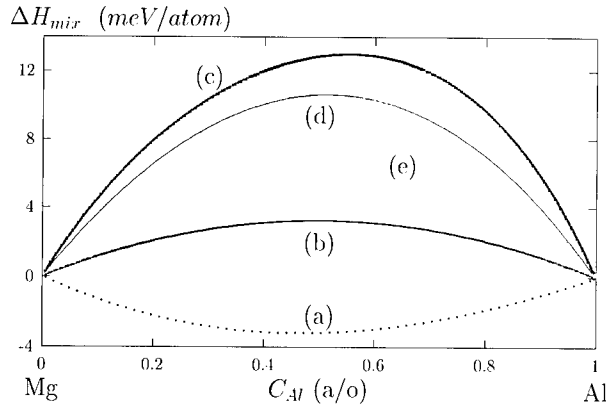 ΔH_mix (meV/atom)
12
(c)
(d)
8
(e)
4
(b)
0
(a)
-4
0 0.2 0.4 0.6 0.8 1
Mg C_Al (a/o) Al